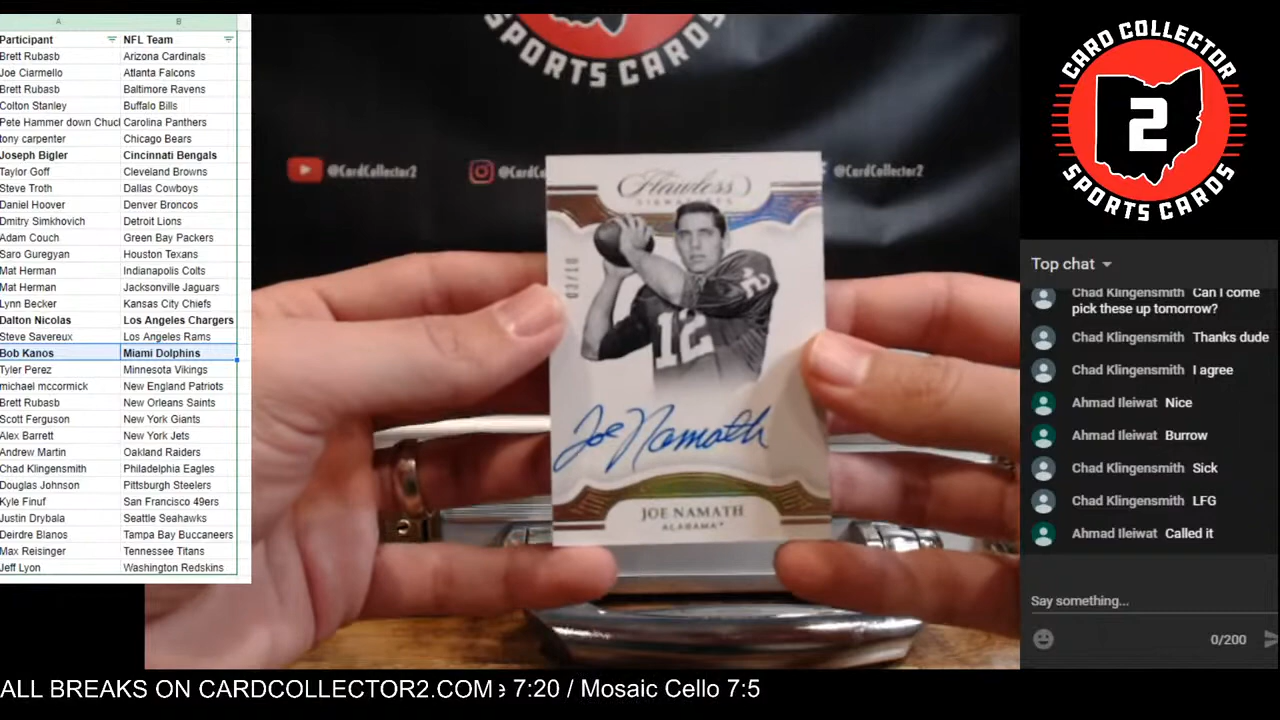 A B
Participant NFL Team
Brett Rubasb Arizona Cardinals
Joe Ciarmello Atlanta Falcons
Brett Rubasb Baltimore Ravens
Colton Stanley Buffalo Bills
Pete Hammer down Chuc Carolina Panthers
tony carpenter Chicago Bears
Joseph Bigler Cincinnati Bengals
Taylor Goff Cleveland Browns
Steve Troth Dallas Cowboys
Daniel Hoover Denver Broncos
Dmitry Simkhovich Detroit Lions
Adam Couch Green Bay Packers
Saro Guregyan Houston Texans
Mat Herman Indianapolis Colts
Mat Herman Jacksonville Jaguars
Lynn Becker Kansas City Chiefs
Dalton Nicolas Los Angeles Chargers
Steve Savereux Los Angeles Rams
Bob Kanos Miami Dolphins
Tyler Perez Minnesota Vikings
michael mccormick New England Patriots
Brett Rubasb New Orleans Saints
Scott Ferguson New York Giants
Alex Barrett New York Jets
Andrew Martin Oakland Raiders
Chad Klingensmith Philadelphia Eagles
Douglas Johnson Pittsburgh Steelers
Kyle Finuf San Francisco 49ers
Justin Drybala Seattle Seahawks
Deirdre Blanos Tampa Bay Buccaneers
Max Reisinger Tennessee Titans
Jeff Lyon Washington Redskins
SPORTS CARDS
@CardCollector2
@CardCo
@CardCollector2
Flawless
SIGNATURES
03/10
12
12
Joe Namath
JOE NAMATH
ALABAMA
CARD COLLECTOR
2
SPORTS CARDS
Top chat
Chad Klingensmith Can I come
pick these up tomorrow?
Chad Klingensmith Thanks dude
Chad Klingensmith I agree
Ahmad Ileiwat Nice
Ahmad Ileiwat Burrow
Chad Klingensmith Sick
Chad Klingensmith LFG
Ahmad Ileiwat Called it
Say something...
0/200
ALL BREAKS ON CARDCOLLECTOR2.COM 7:20 / Mosaic Cello 7:5